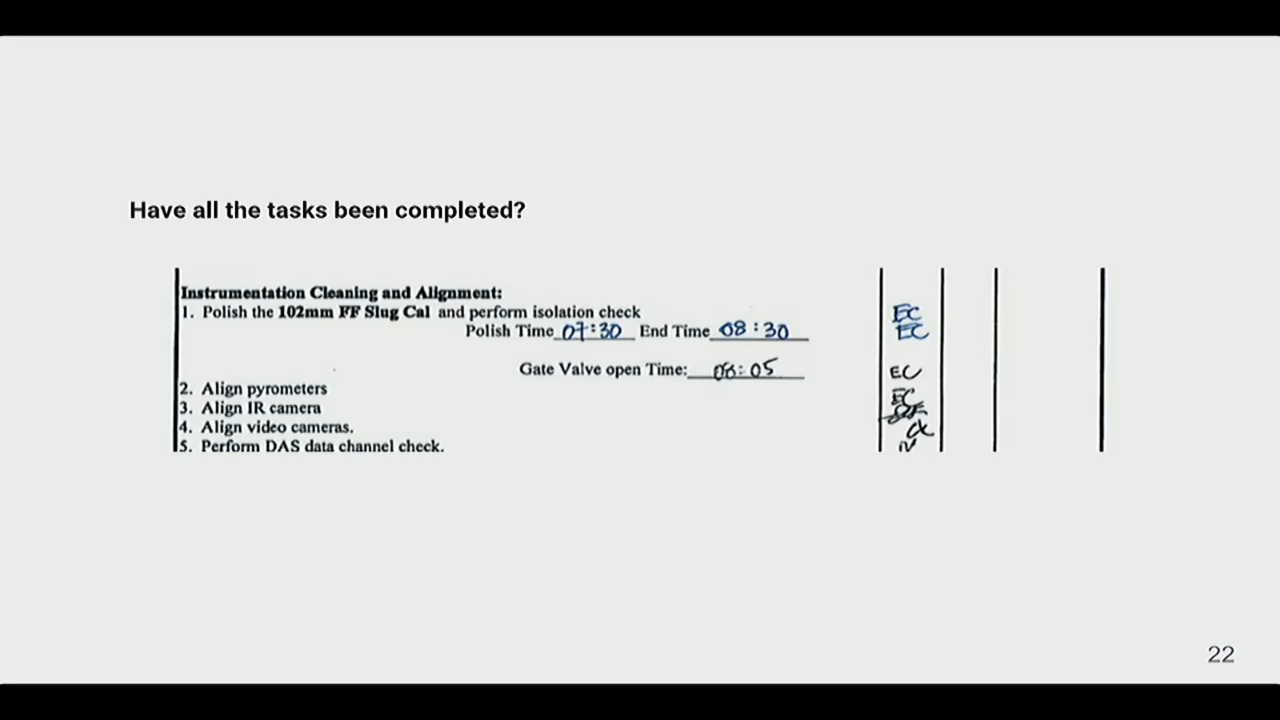 Have all the tasks been completed?
Instrumentation Cleaning and Alignment:
1. Polish the 102mm FF Slug Cal and perform isolation check EC
Polish Time 07:30 End Time 08:30 EC
Gate Valve open Time: 08:05 EC
2. Align pyrometers EC
3. Align IR camera
4. Align video cameras.
5. Perform DAS data channel check.
22